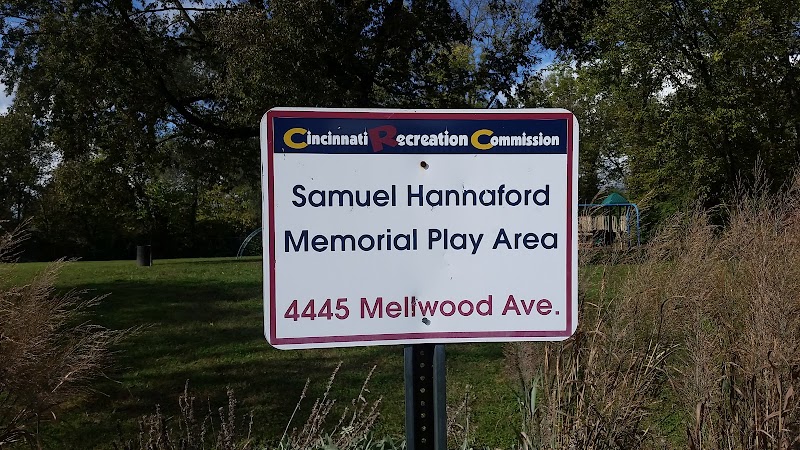 Cincinnati Recreation Commission
Samuel Hannaford
Memorial Play Area
4445 Mellwood Ave.